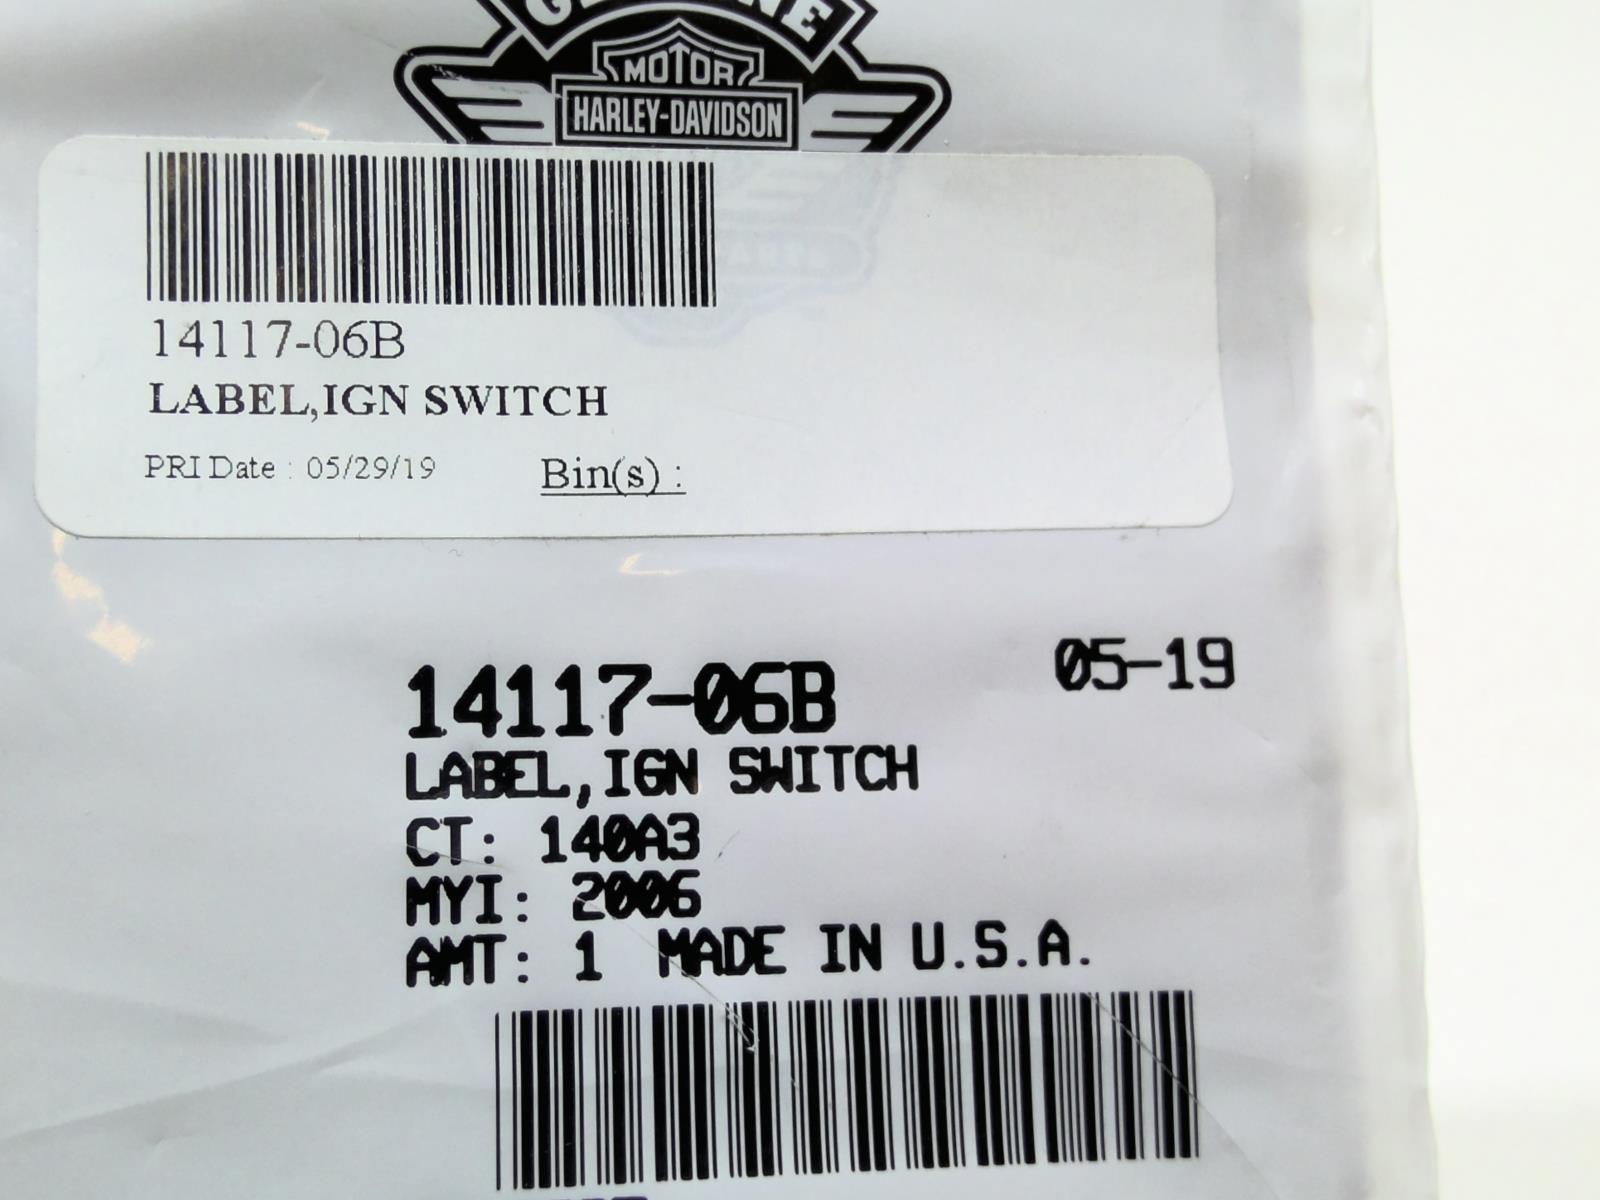 GENUINE
MOTOR
HARLEY-DAVIDSON
14117-06B
LABEL,IGN SWITCH
PRI Date : 05/29/19 Bin(s) :
14117-06B 05-19
LABEL,IGN SWITCH
CT: 140A3
MYI: 2006
AMT: 1 MADE IN U.S.A.